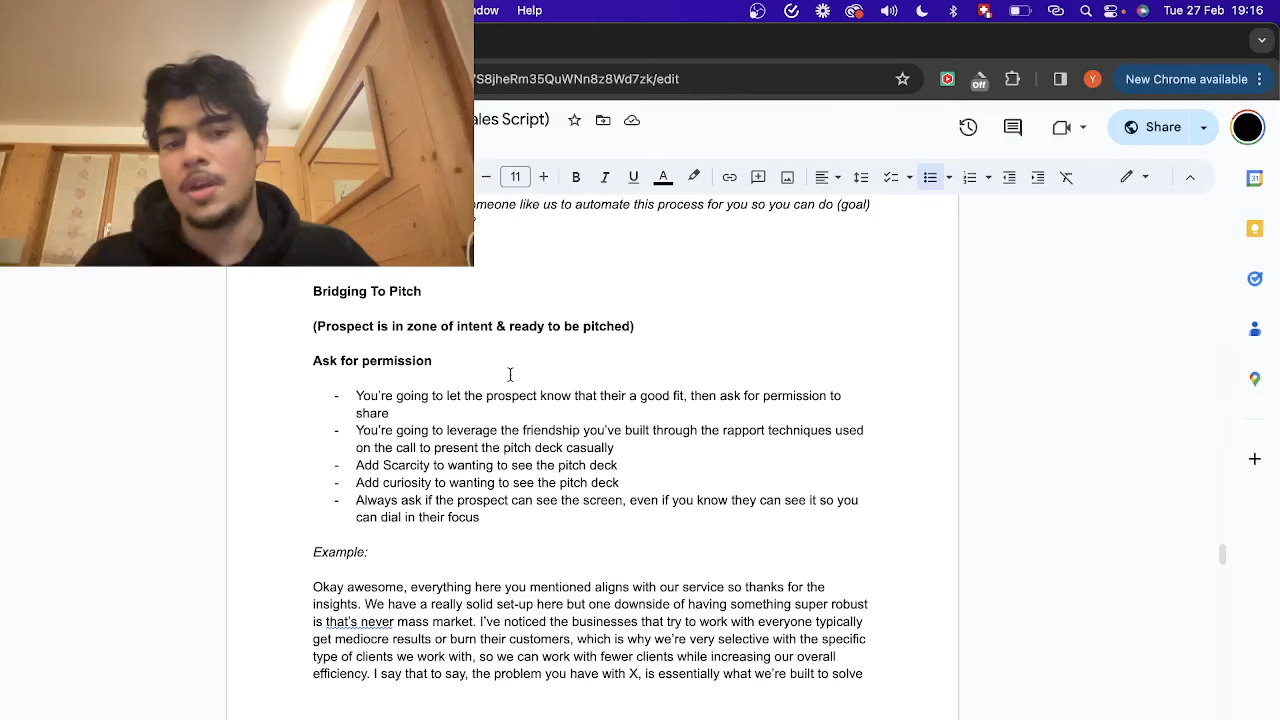 ndow Help Tue 27 Feb 19:16
VS8jheRm35QuWNn8z8Wd7zk/edit
Off
Y
New Chrome available
ales Script)
Share
11
B I U A
31
omeone like us to automate this process for you so you can do (goal)
Bridging To Pitch
(Prospect is in zone of intent & ready to be pitched)
Ask for permission
- You’re going to let the prospect know that their a good fit, then ask for permission to
share
- You’re going to leverage the friendship you’ve built through the rapport techniques used
on the call to present the pitch deck casually
- Add Scarcity to wanting to see the pitch deck
- Add curiosity to wanting to see the pitch deck
- Always ask if the prospect can see the screen, even if you know they can see it so you
can dial in their focus
Example:
Okay awesome, everything here you mentioned aligns with our service so thanks for the
insights. We have a really solid set-up here but one downside of having something super robust
is that’s never mass market. I’ve noticed the businesses that try to work with everyone typically
get mediocre results or burn their customers, which is why we’re very selective with the specific
type of clients we work with, so we can work with fewer clients while increasing our overall
efficiency. I say that to say, the problem you have with X, is essentially what we’re built to solve